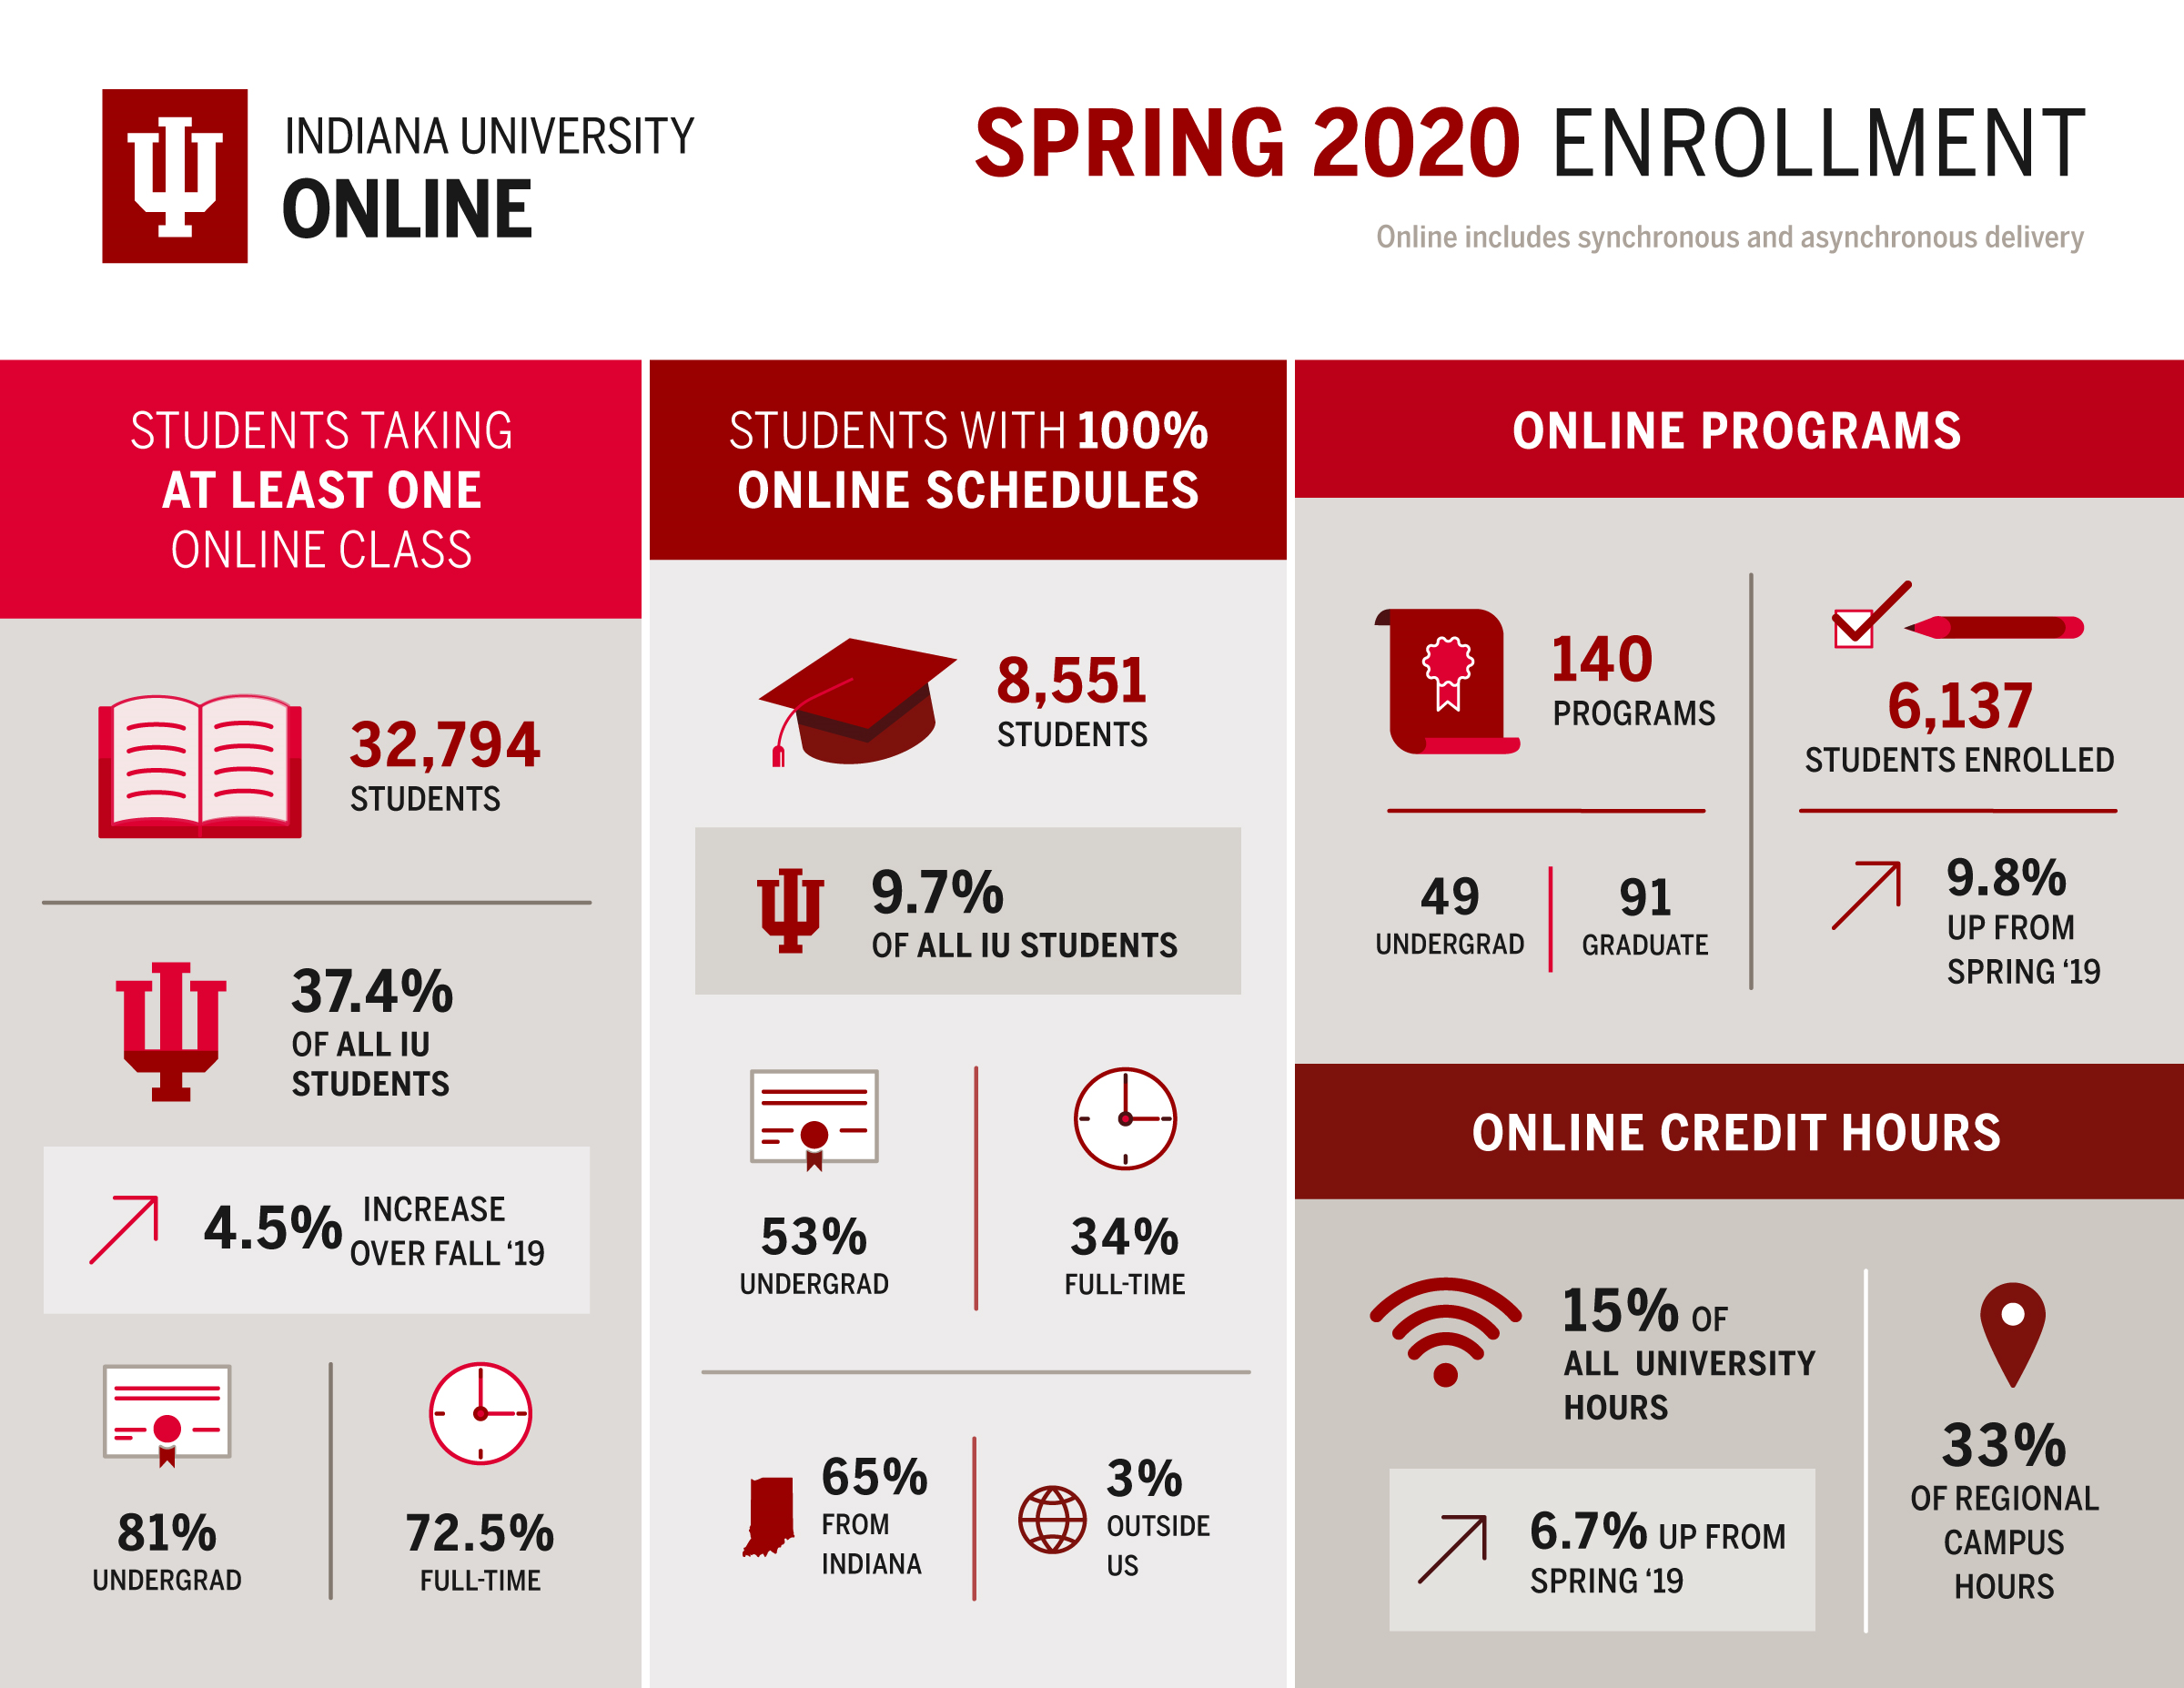 INDIANA UNIVERSITY
ONLINE
SPRING 2020 ENROLLMENT
Online includes synchronous and asynchronous delivery
STUDENTS TAKING
AT LEAST ONE
ONLINE CLASS
32,794
STUDENTS
37.4%
OF ALL IU
STUDENTS
4.5% INCREASE
OVER FALL ‘19
81%
UNDERGRAD
72.5%
FULL-TIME
STUDENTS WITH 100%
ONLINE SCHEDULES
8,551
STUDENTS
9.7%
OF ALL IU STUDENTS
53%
UNDERGRAD
34%
FULL-TIME
65%
FROM
INDIANA
3%
OUTSIDE
US
ONLINE PROGRAMS
140
PROGRAMS
49
UNDERGRAD
91
GRADUATE
6,137
STUDENTS ENROLLED
9.8%
UP FROM
SPRING ‘19
ONLINE CREDIT HOURS
15% OF
ALL UNIVERSITY
HOURS
6.7% UP FROM
SPRING ‘19
33%
OF REGIONAL
CAMPUS
HOURS